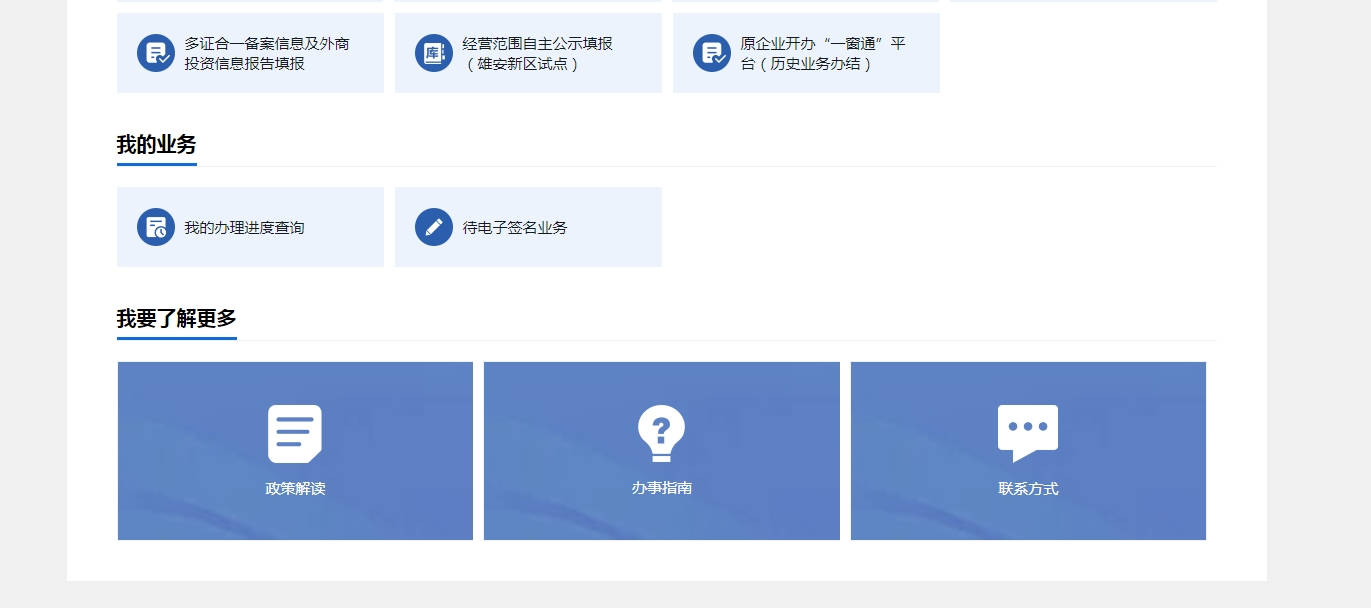 多证合一备案信息及外商
投资信息报告填报
库
经营范围自主公示填报
（雄安新区试点）
原企业开办“一窗通”平
台（历史业务办结）
我的业务
我的办理进度查询
待电子签名业务
我要了解更多
?
政策解读
办事指南
联系方式